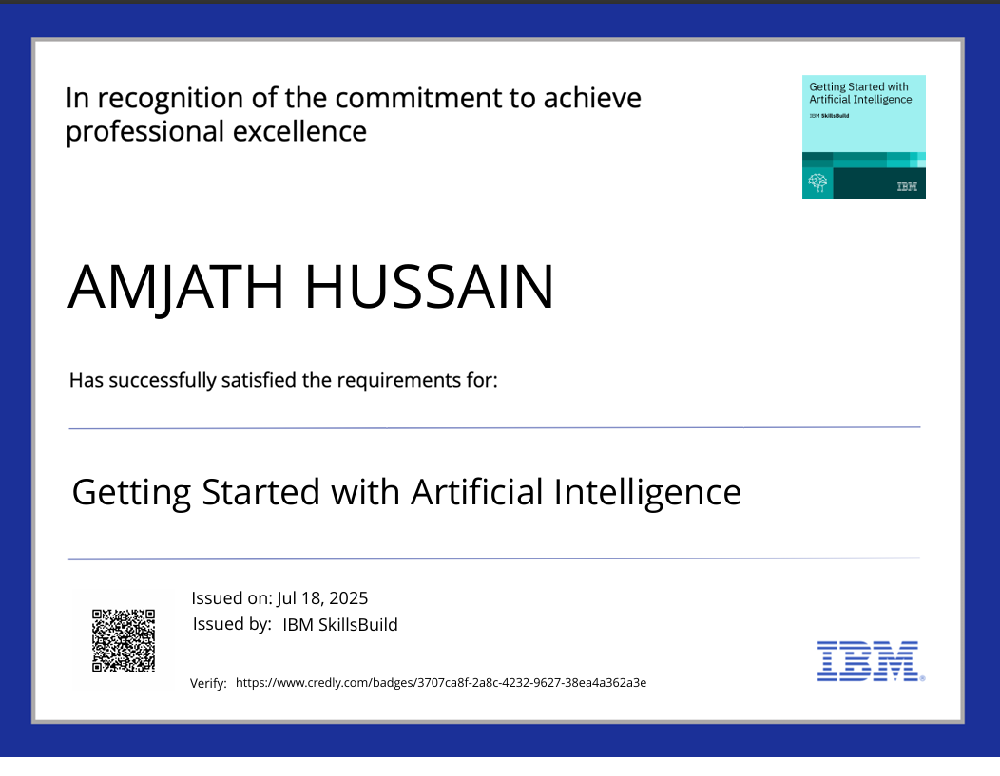 In recognition of the commitment to achieve
professional excellence
Getting Started with
Artificial Intelligence
IBM SkillsBuild
IBM
AMJATH HUSSAIN
Has successfully satisfied the requirements for:
Getting Started with Artificial Intelligence
Issued on: Jul 18, 2025
Issued by: IBM SkillsBuild
Verify: https://www.credly.com/badges/3707ca8f-2a8c-4232-9627-38ea4a362a3e
IBM®